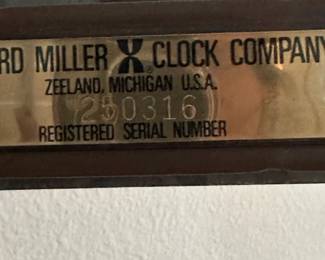 RD MILLER ® CLOCK COMPANY
ZEELAND, MICHIGAN U.S.A.
250316
REGISTERED SERIAL NUMBER